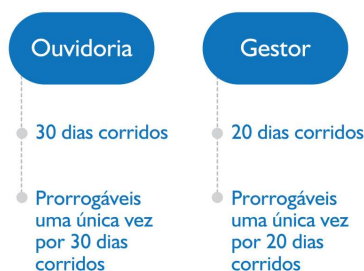 Ouvidoria
30 dias corridos
Prorrogáveis
uma única vez
por 30 dias
corridos
Gestor
20 dias corridos
Prorrogáveis
uma única vez
por 20 dias
corridos